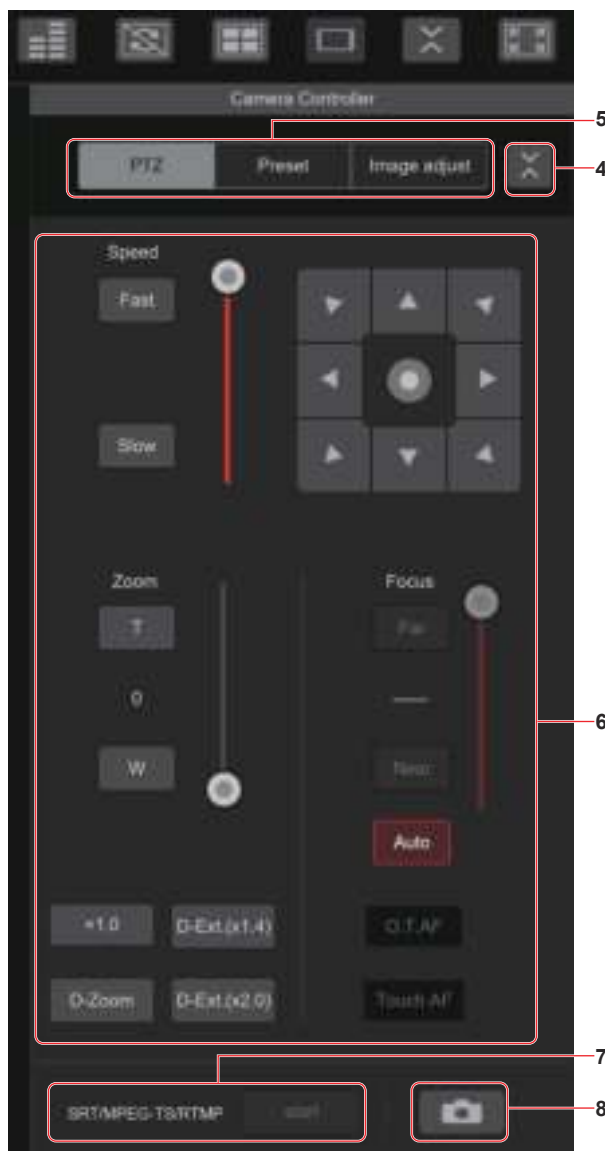 Camera Controller
5
PTZ Preset Image adjust
4
Speed
Fast
Slow
Zoom
Focus
T
Far
0
6
W
Near
Auto
×1.0 D-Ext.(x1.4) O.T.AF
D-Zoom D-Ext.(x2.0) Touch AF
7
SRT/MPEG-TS/RTMP start
8